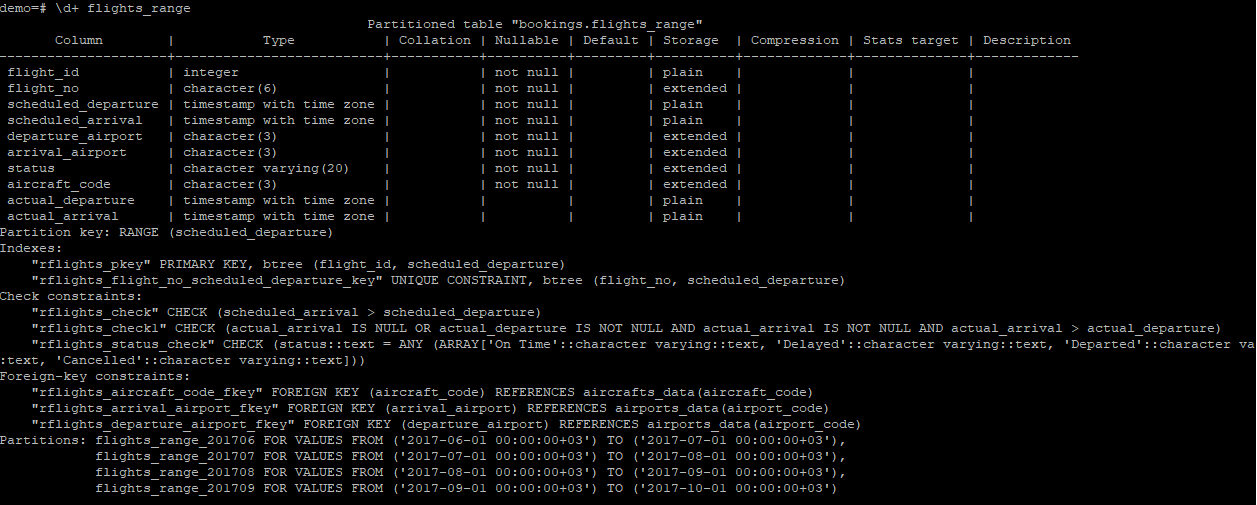 demo=# \d+ flights_range
Partitioned table "bookings.flights_range"
Column | Type | Collation | Nullable | Default | Storage | Compression | Stats target | Description
---------------------+--------------------------+-----------+----------+---------+----------+-------------+--------------+-------------
flight_id | integer | | not null | | plain | | |
flight_no | character(6) | | not null | | extended | | |
scheduled_departure | timestamp with time zone | | not null | | plain | | |
scheduled_arrival | timestamp with time zone | | not null | | plain | | |
departure_airport | character(3) | | not null | | extended | | |
arrival_airport | character(3) | | not null | | extended | | |
status | character varying(20) | | not null | | extended | | |
aircraft_code | character(3) | | not null | | extended | | |
actual_departure | timestamp with time zone | | | | plain | | |
actual_arrival | timestamp with time zone | | | | plain | | |
Partition key: RANGE (scheduled_departure)
Indexes:
"rflights_pkey" PRIMARY KEY, btree (flight_id, scheduled_departure)
"rflights_flight_no_scheduled_departure_key" UNIQUE CONSTRAINT, btree (flight_no, scheduled_departure)
Check constraints:
"rflights_check" CHECK (scheduled_arrival > scheduled_departure)
"rflights_check1" CHECK (actual_arrival IS NULL OR actual_departure IS NOT NULL AND actual_arrival IS NOT NULL AND actual_arrival > actual_departure)
"rflights_status_check" CHECK (status::text = ANY (ARRAY['On Time'::character varying::text, 'Delayed'::character varying::text, 'Departed'::character va
:text, 'Cancelled'::character varying::text]))
Foreign-key constraints:
"rflights_aircraft_code_fkey" FOREIGN KEY (aircraft_code) REFERENCES aircrafts_data(aircraft_code)
"rflights_arrival_airport_fkey" FOREIGN KEY (arrival_airport) REFERENCES airports_data(airport_code)
"rflights_departure_airport_fkey" FOREIGN KEY (departure_airport) REFERENCES airports_data(airport_code)
Partitions: flights_range_201706 FOR VALUES FROM ('2017-06-01 00:00:00+03') TO ('2017-07-01 00:00:00+03'),
flights_range_201707 FOR VALUES FROM ('2017-07-01 00:00:00+03') TO ('2017-08-01 00:00:00+03'),
flights_range_201708 FOR VALUES FROM ('2017-08-01 00:00:00+03') TO ('2017-09-01 00:00:00+03'),
flights_range_201709 FOR VALUES FROM ('2017-09-01 00:00:00+03') TO ('2017-10-01 00:00:00+03')